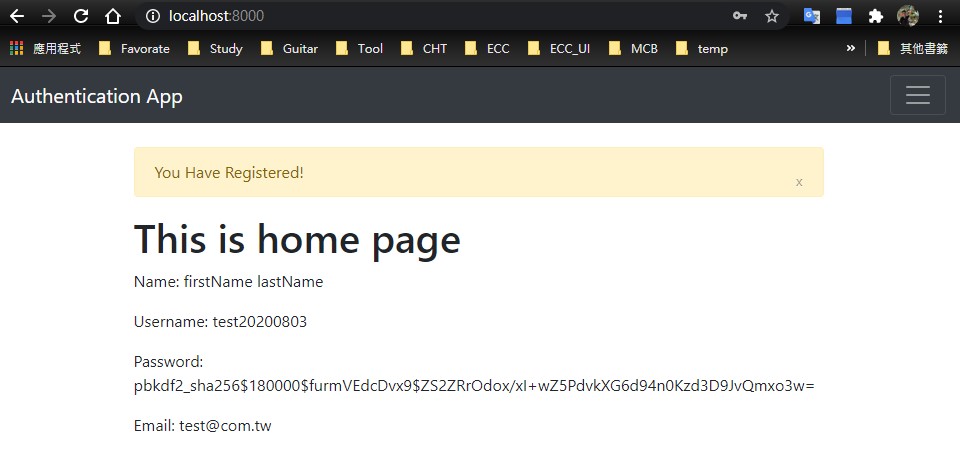 localhost:8000
應用程式 Favorate Study Guitar Tool CHT ECC ECC_UI MCB temp » 其他書籤
Authentication App
You Have Registered!
x
This is home page
Name: firstName lastName
Username: test20200803
Password:
pbkdf2_sha256$180000$furmVEdcDvx9$ZS2ZRrOdox/xI+wZ5PdvkXG6d94n0Kzd3D9JvQmxo3w=
Email: test@com.tw